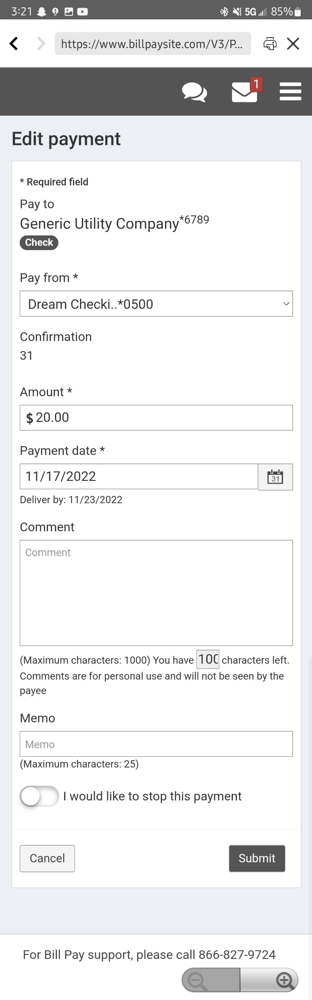 3:21
5G 85%
https://www.billpaysite.com/V3/P...
1
Edit payment
* Required field
Pay to
Generic Utility Company*6789
Check
Pay from *
Dream Checki..*0500
Confirmation
31
Amount *
$ 20.00
Payment date *
11/17/2022
31
Deliver by: 11/23/2022
Comment
Comment
(Maximum characters: 1000) You have 100 characters left.
Comments are for personal use and will not be seen by the
payee
Memo
Memo
(Maximum characters: 25)
I would like to stop this payment
Cancel
Submit
For Bill Pay support, please call 866-827-9724